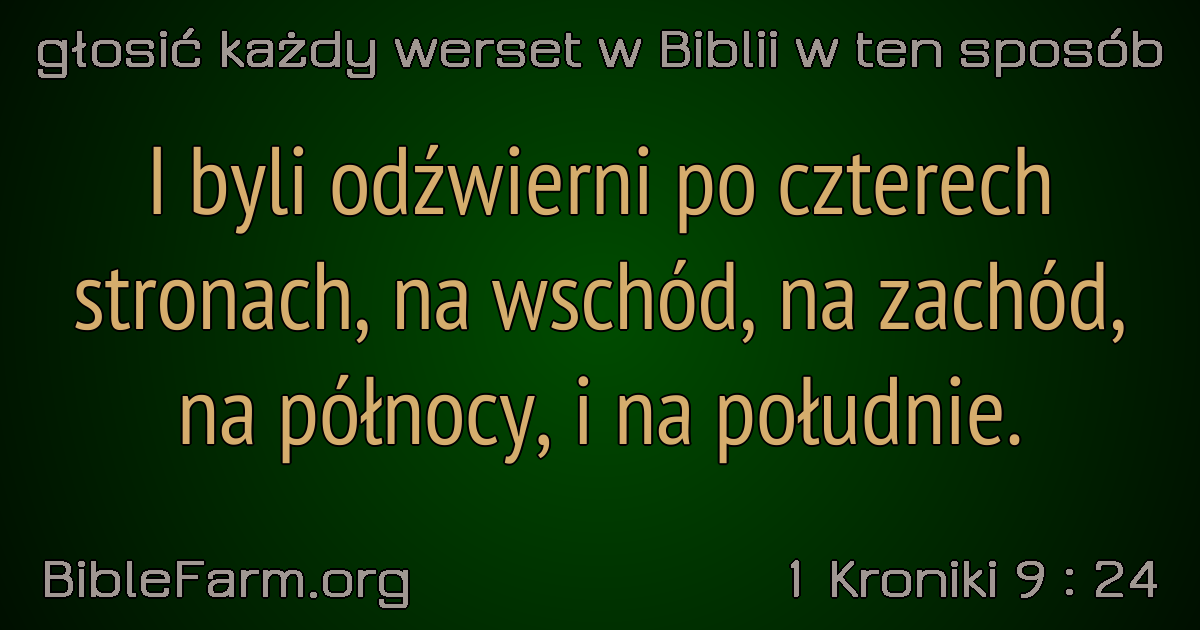 głosić każdy werset w Biblii w ten sposób
I byli odźwierni po czterech
stronach, na wschód, na zachód,
na północy, i na południe.
BibleFarm.org
1 Kroniki 9 : 24